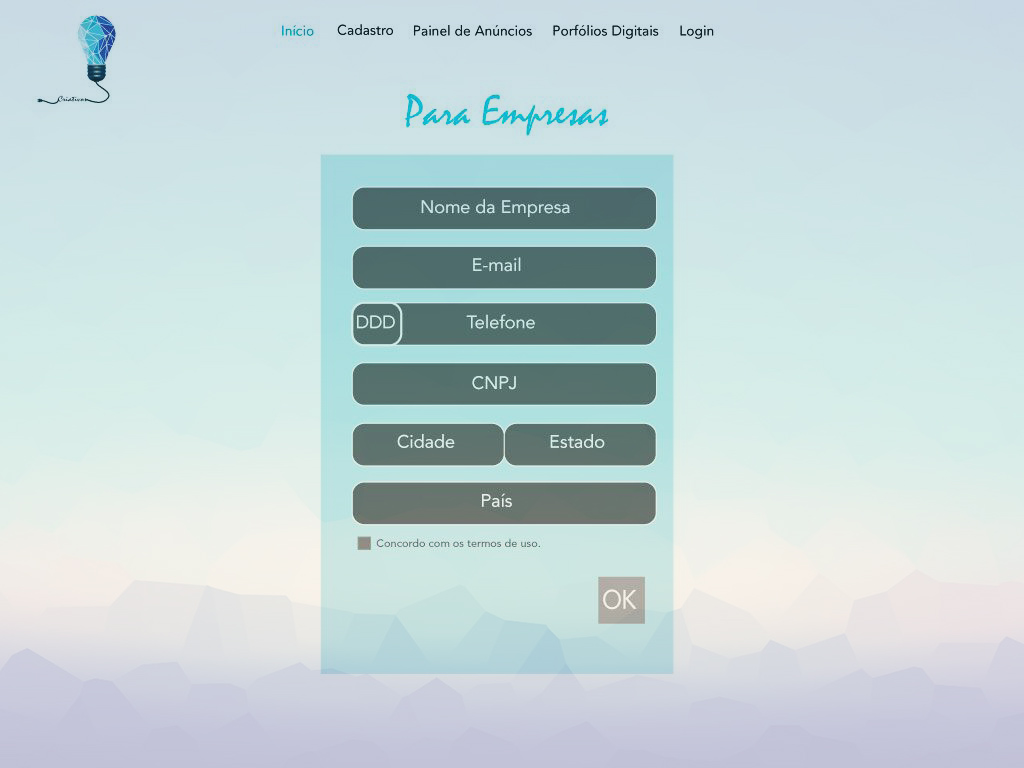 Início Cadastro Painel de Anúncios Porfólios Digitais Login
Criativo
Para Empresas
Nome da Empresa
E-mail
DDD Telefone
CNPJ
Cidade Estado
País
Concordo com os termos de uso.
OK